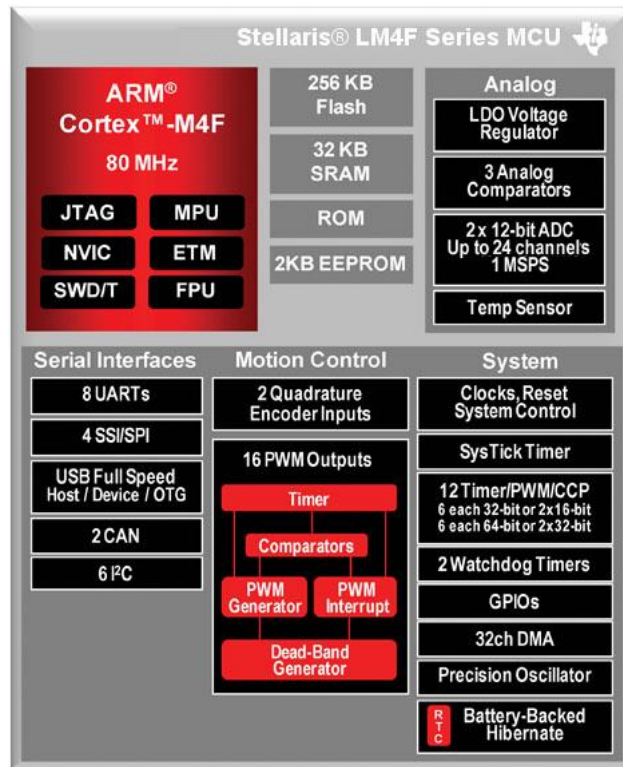 Stellaris® LM4F Series MCU
ARM®
Cortex™-M4F
80 MHz
JTAG
MPU
NVIC
ETM
SWD/T
FPU
256 KB
Flash
32 KB
SRAM
ROM
2KB EEPROM
Analog
LDO Voltage
Regulator
3 Analog
Comparators
2 x 12-bit ADC
Up to 24 channels
1 MSPS
Temp Sensor
Serial Interfaces
8 UARTs
4 SSI/SPI
USB Full Speed
Host / Device / OTG
2 CAN
6 I²C
Motion Control
2 Quadrature
Encoder Inputs
16 PWM Outputs
Timer
Comparators
PWM
Generator
PWM
Interrupt
Dead-Band
Generator
System
Clocks, Reset
System Control
SysTick Timer
12 Timer/PWM/CCP
6 each 32-bit or 2x16-bit
6 each 64-bit or 2x32-bit
2 Watchdog Timers
GPIOs
32ch DMA
Precision Oscillator
RTC
Battery-Backed
Hibernate